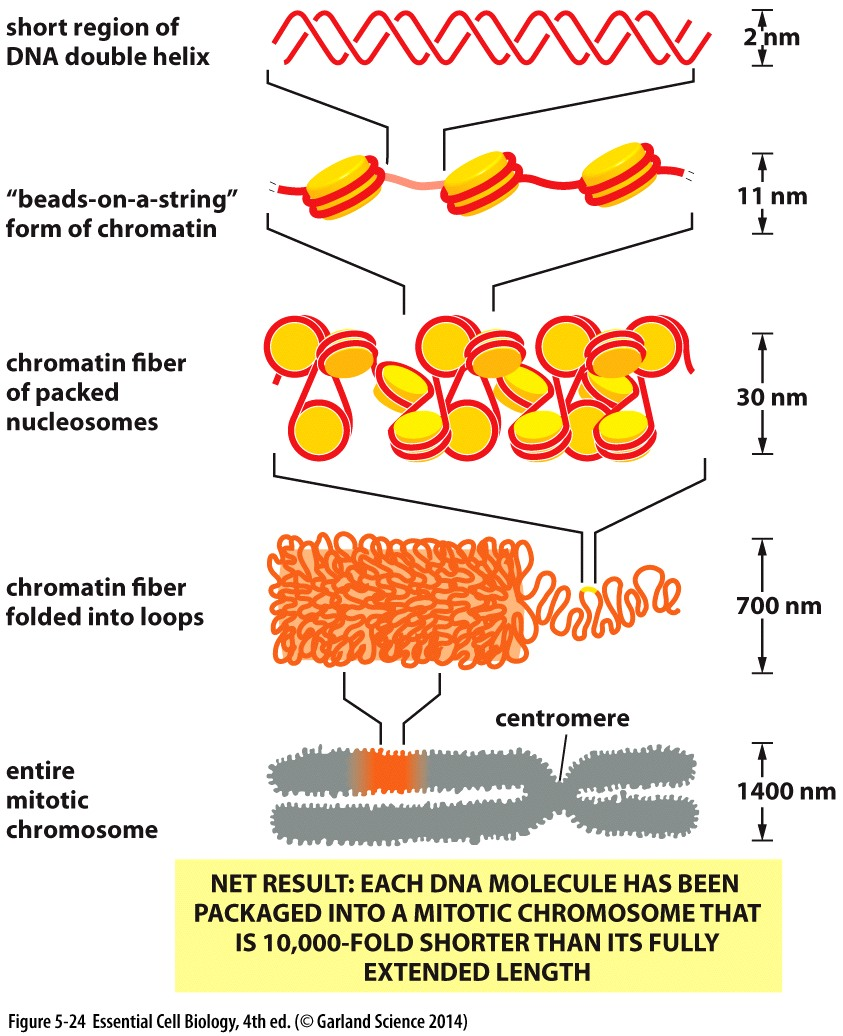 short region of
DNA double helix
2 nm
“beads-on-a-string”
form of chromatin
11 nm
chromatin fiber
of packed
nucleosomes
30 nm
chromatin fiber
folded into loops
700 nm
centromere
entire
mitotic
chromosome
1400 nm
NET RESULT: EACH DNA MOLECULE HAS BEEN
PACKAGED INTO A MITOTIC CHROMOSOME THAT
IS 10,000-FOLD SHORTER THAN ITS FULLY
EXTENDED LENGTH
Figure 5-24 Essential Cell Biology, 4th ed. (© Garland Science 2014)